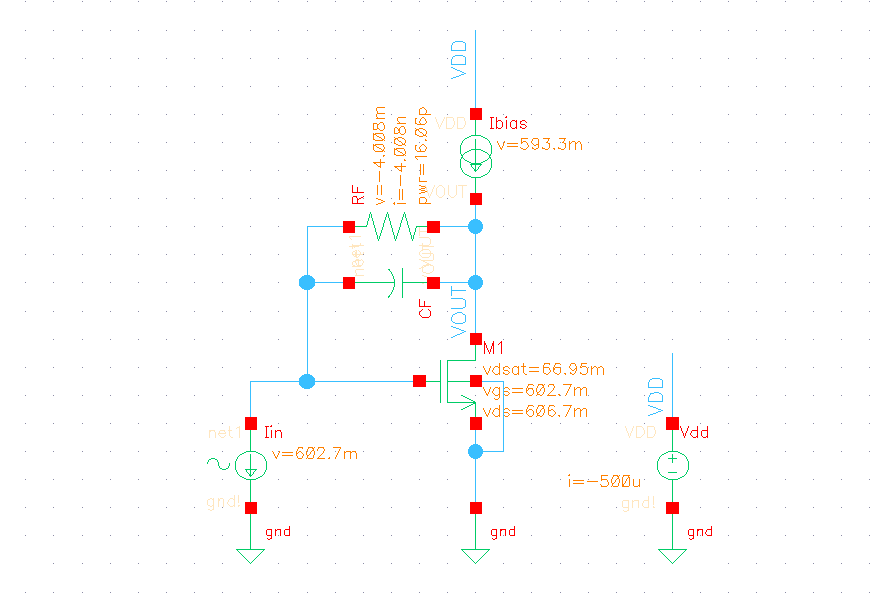 VDD
VDD
Ibias
v=593.3m
VOUT
RF
v=-4.008m
i=-4.008n
pwr=16.06p
net1
VOUT
CF
VOUT
M1
vdsat=66.95m
vgs=602.7m
vds=606.7m
net1
Iin
v=602.7m
gnd!
gnd
gnd
VDD
VDD
Vdd
i=-500u
gnd!
gnd